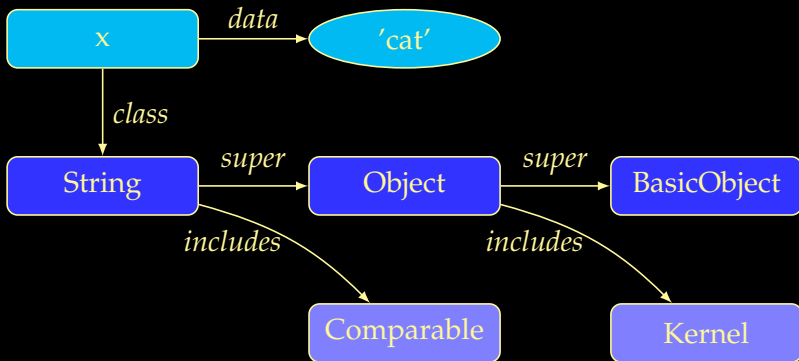 x
data
'cat'
class
String
super
Object
super
BasicObject
includes
includes
Comparable
Kernel